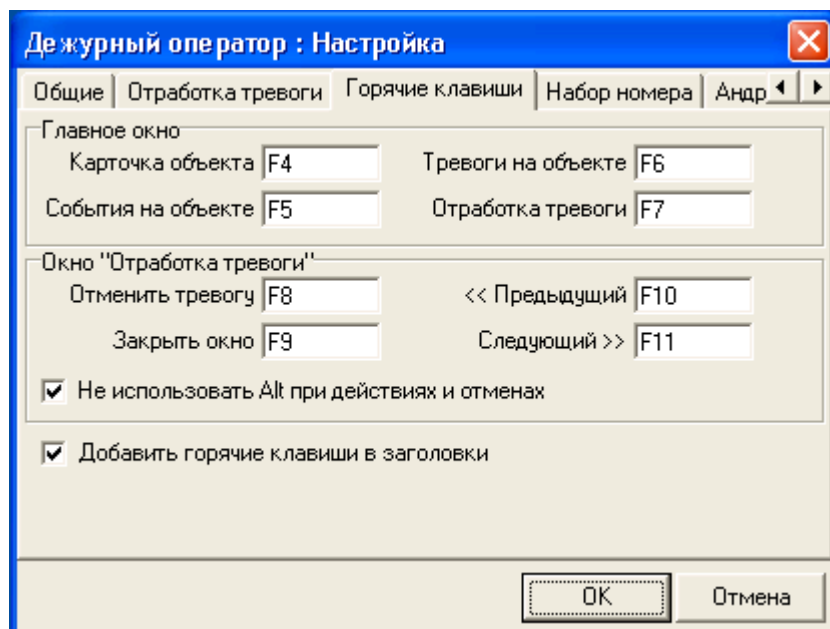 Дежурный оператор : Настройка
Общие Отработка тревоги Горячие клавиши Набор номера Андр
Главное окно
Карточка объекта F4 Тревоги на объекте F6
События на объекте F5 Отработка тревоги F7
Окно "Отработка тревоги"
Отменить тревогу F8 << Предыдущий F10
Закрыть окно F9 Следующий >> F11
Не использовать Alt при действиях и отменах
Добавить горячие клавиши в заголовки
OK Отмена